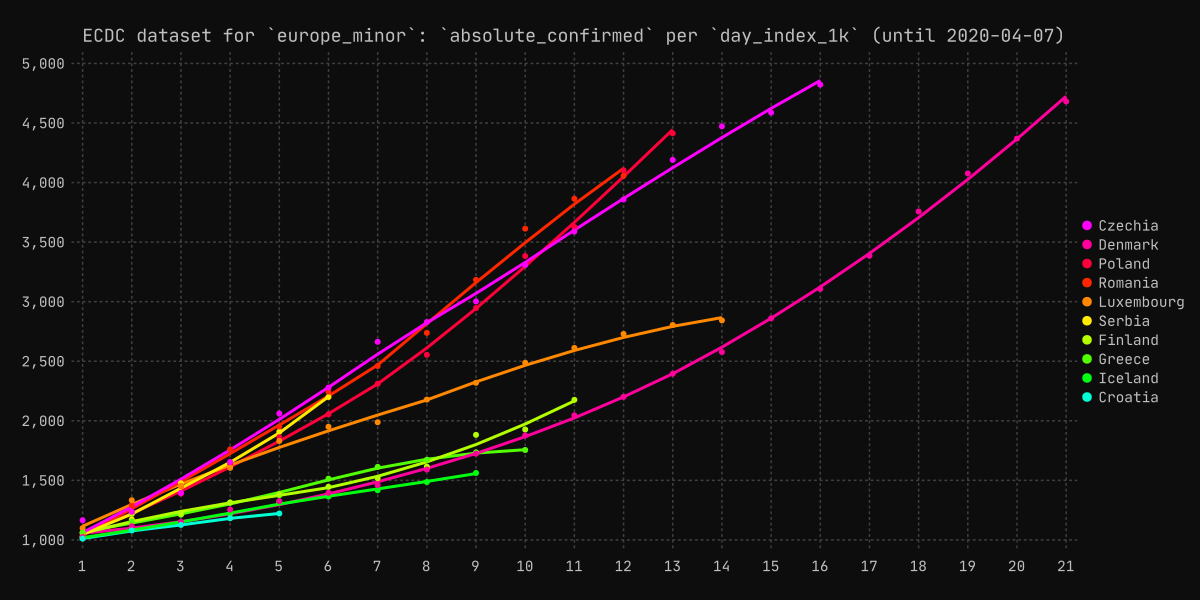 ECDC dataset for `europe_minor`: `absolute_confirmed` per `day_index_1k` (until 2020-04-07)
5,000
4,500
4,000
3,500
3,000
2,500
2,000
1,500
1,000
1 2 3 4 5 6 7 8 9 10 11 12 13 14 15 16 17 18 19 20 21
Czechia
Denmark
Poland
Romania
Luxembourg
Serbia
Finland
Greece
Iceland
Croatia